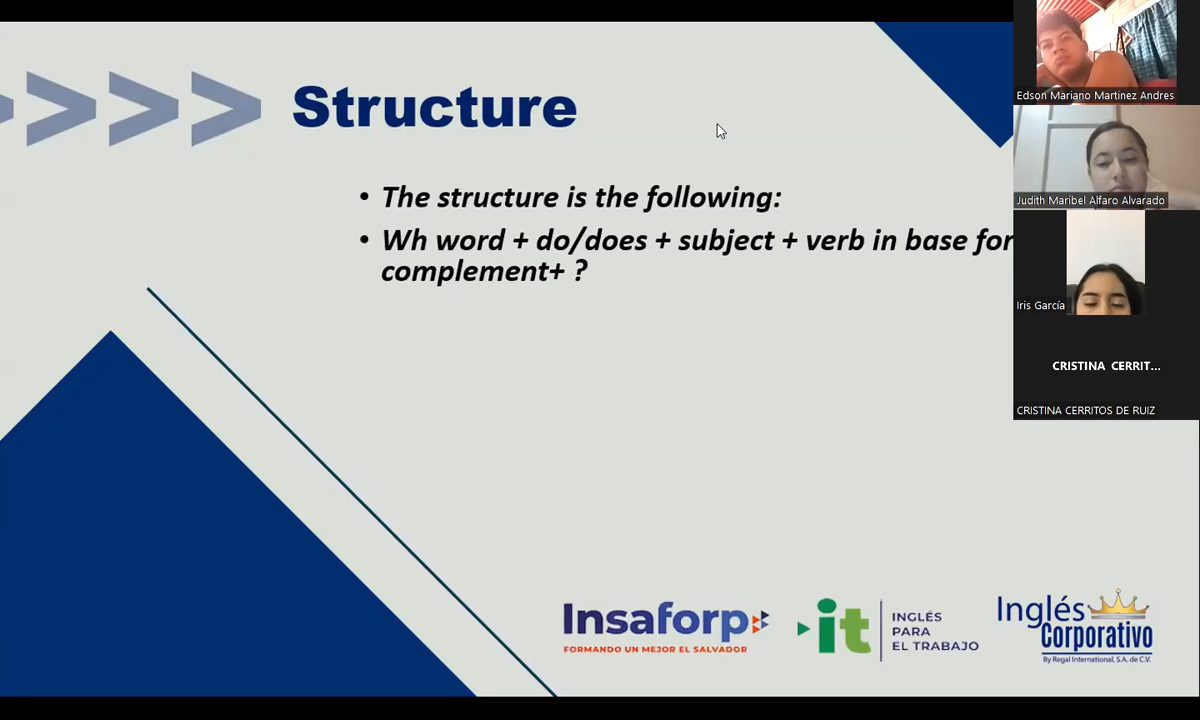 Structure
• The structure is the following:
• Wh word + do/does + subject + verb in base for
complement+ ?
Edson Mariano Martinez Andres
Judith Maribel Alfaro Alvarado
Iris García
CRISTINA CERRIT...
CRISTINA CERRITOS DE RUIZ
Insaforp
FORMANDO UN MEJOR EL SALVADOR
it
INGLÉS
PARA
EL TRABAJO
Inglés
Corporativo
By Regal International, S.A. de C.V.